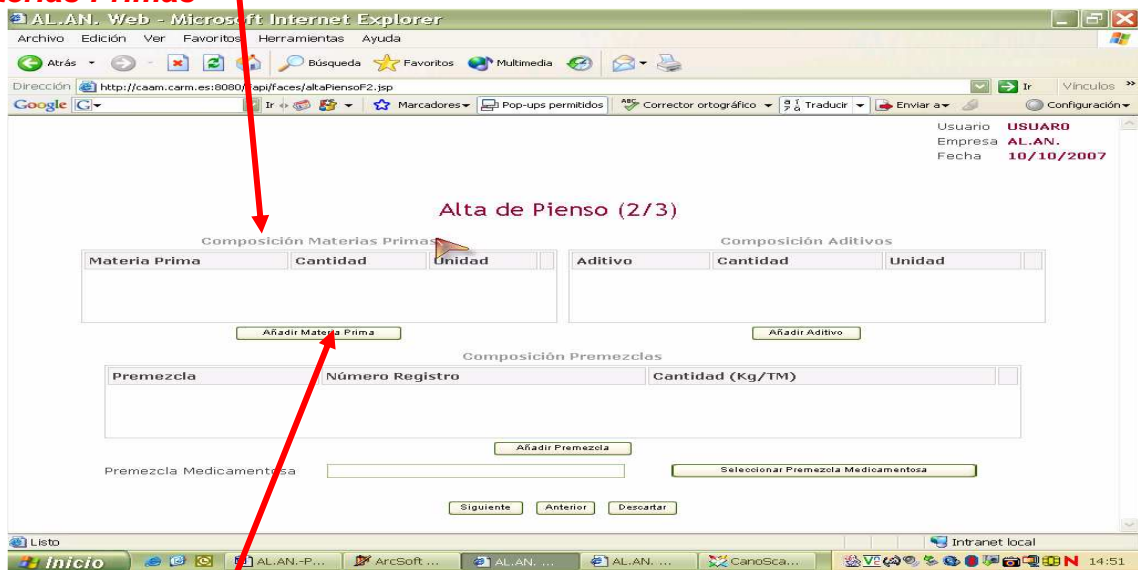 erias Primas
AL.AN. Web - Microsoft Internet Explorer
Archivo Edición Ver Favoritos Herramientas Ayuda
Atrás Búsqueda Favoritos Multimedia
Dirección http://caam.carm.es:8080/api/faces/altaPiensoF2.jsp Ir Vínculos »
Google G Ir Marcadores Pop-ups permitidos Corrector ortográfico Traducir Enviar a Configuración
Usuario USUAR0
Empresa AL.AN.
Fecha 10/10/2007
Alta de Pienso (2/3)
Composición Materias Primas Composición Aditivos
Materia Prima Cantidad Unidad Aditivo Cantidad Unidad
Añadir Materia Prima Añadir Aditivo
Composición Premezclas
Premezcla Número Registro Cantidad (Kg/TM)
Añadir Premezcla
Premezcla Medicamentosa Seleccionar Premezcla Medicamentosa
Siguiente Anterior Descartar
Listo Intranet local
Inicio AL.AN.-P... ArcSoft ... AL.AN. ... AL.AN. ... CanoSca... 14:51